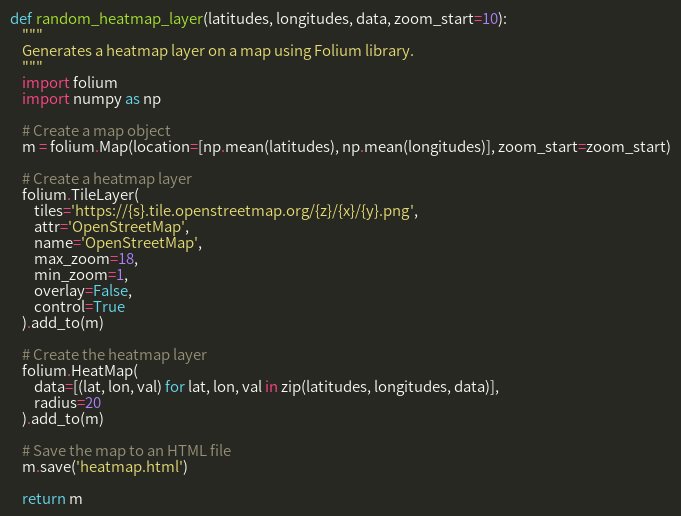 def random_heatmap_layer(latitudes, longitudes, data, zoom_start=10):
    """
    Generates a heatmap layer on a map using Folium library.
    """
    import folium
    import numpy as np

    # Create a map object
    m = folium.Map(location=[np.mean(latitudes), np.mean(longitudes)], zoom_start=zoom_start)

    # Create a heatmap layer
    folium.TileLayer(
        tiles='https://{s}.tile.openstreetmap.org/{z}/{x}/{y}.png',
        attr='OpenStreetMap',
        name='OpenStreetMap',
        max_zoom=18,
        min_zoom=1,
        overlay=False,
        control=True
    ).add_to(m)

    # Create the heatmap layer
    folium.HeatMap(
        data=[(lat, lon, val) for lat, lon, val in zip(latitudes, longitudes, data)],
        radius=20
    ).add_to(m)

    # Save the map to an HTML file
    m.save('heatmap.html')

    return m